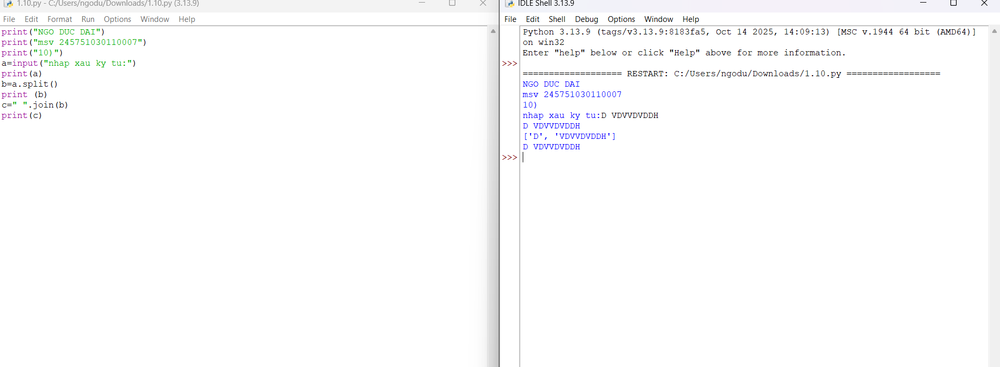 1.10.py - C:/Users/ngodu/Downloads/1.10.py (3.13.9)
File Edit Format Run Options Window Help
print("NGO DUC DAI")
print("msv 245751030110007")
print("10)")
a=input("nhap xau ky tu:")
print(a)
b=a.split()
print (b)
c=" ".join(b)
print(c)
IDLE Shell 3.13.9
File Edit Shell Debug Options Window Help
Python 3.13.9 (tags/v3.13.9:8183fa5, Oct 14 2025, 14:09:13) [MSC v.1944 64 bit (AMD64)]
on win32
Enter "help" below or click "Help" above for more information.
>>>
=================== RESTART: C:/Users/ngodu/Downloads/1.10.py ==================
NGO DUC DAI
msv 245751030110007
10)
nhap xau ky tu:D VDVVDVDDH
D VDVVDVDDH
['D', 'VDVVDVDDH']
D VDVVDVDDH
>>>